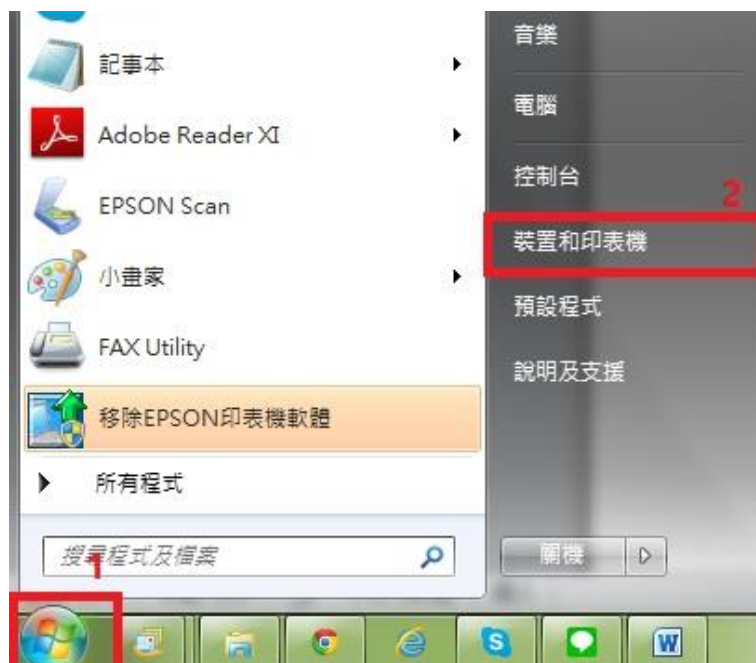 記事本
Adobe Reader XI
EPSON Scan
小畫家
FAX Utility
移除EPSON印表機軟體
所有程式
搜尋程式及檔案
1
音樂
電腦
控制台
2
裝置和印表機
預設程式
說明及支援
關機
S
W